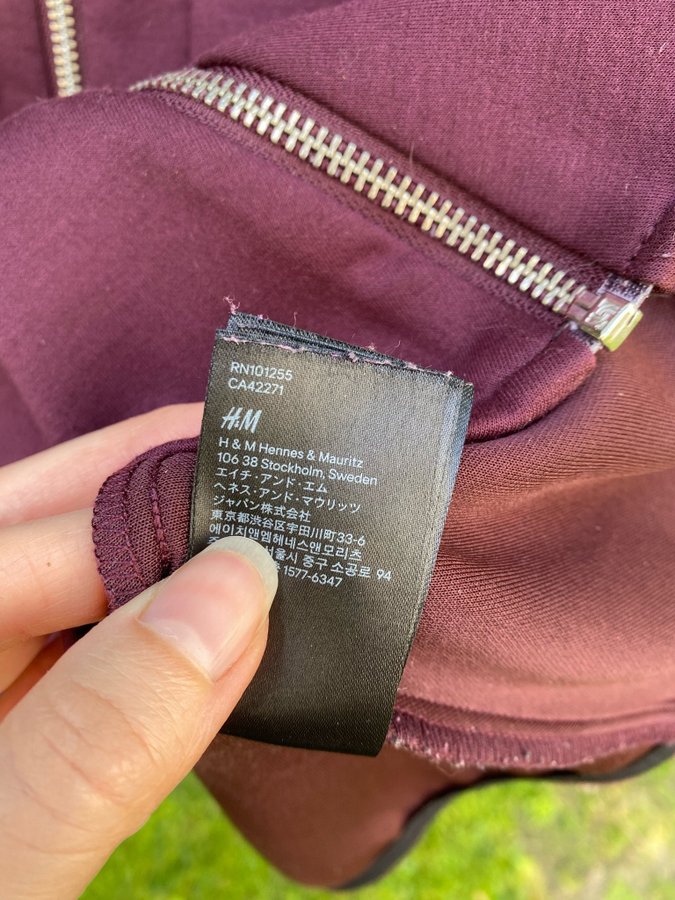 RN101255
CA42271
H&M
H & M Hennes & Mauritz
106 38 Stockholm, Sweden
エイチ・アンド・エム
ヘネス・アンド・マウリッツ
ジャパン株式会社
東京都渋谷区宇田川町33-6
에이치앤엠헤네스앤모리츠
서울시 중구 소공로 94
1577-6347